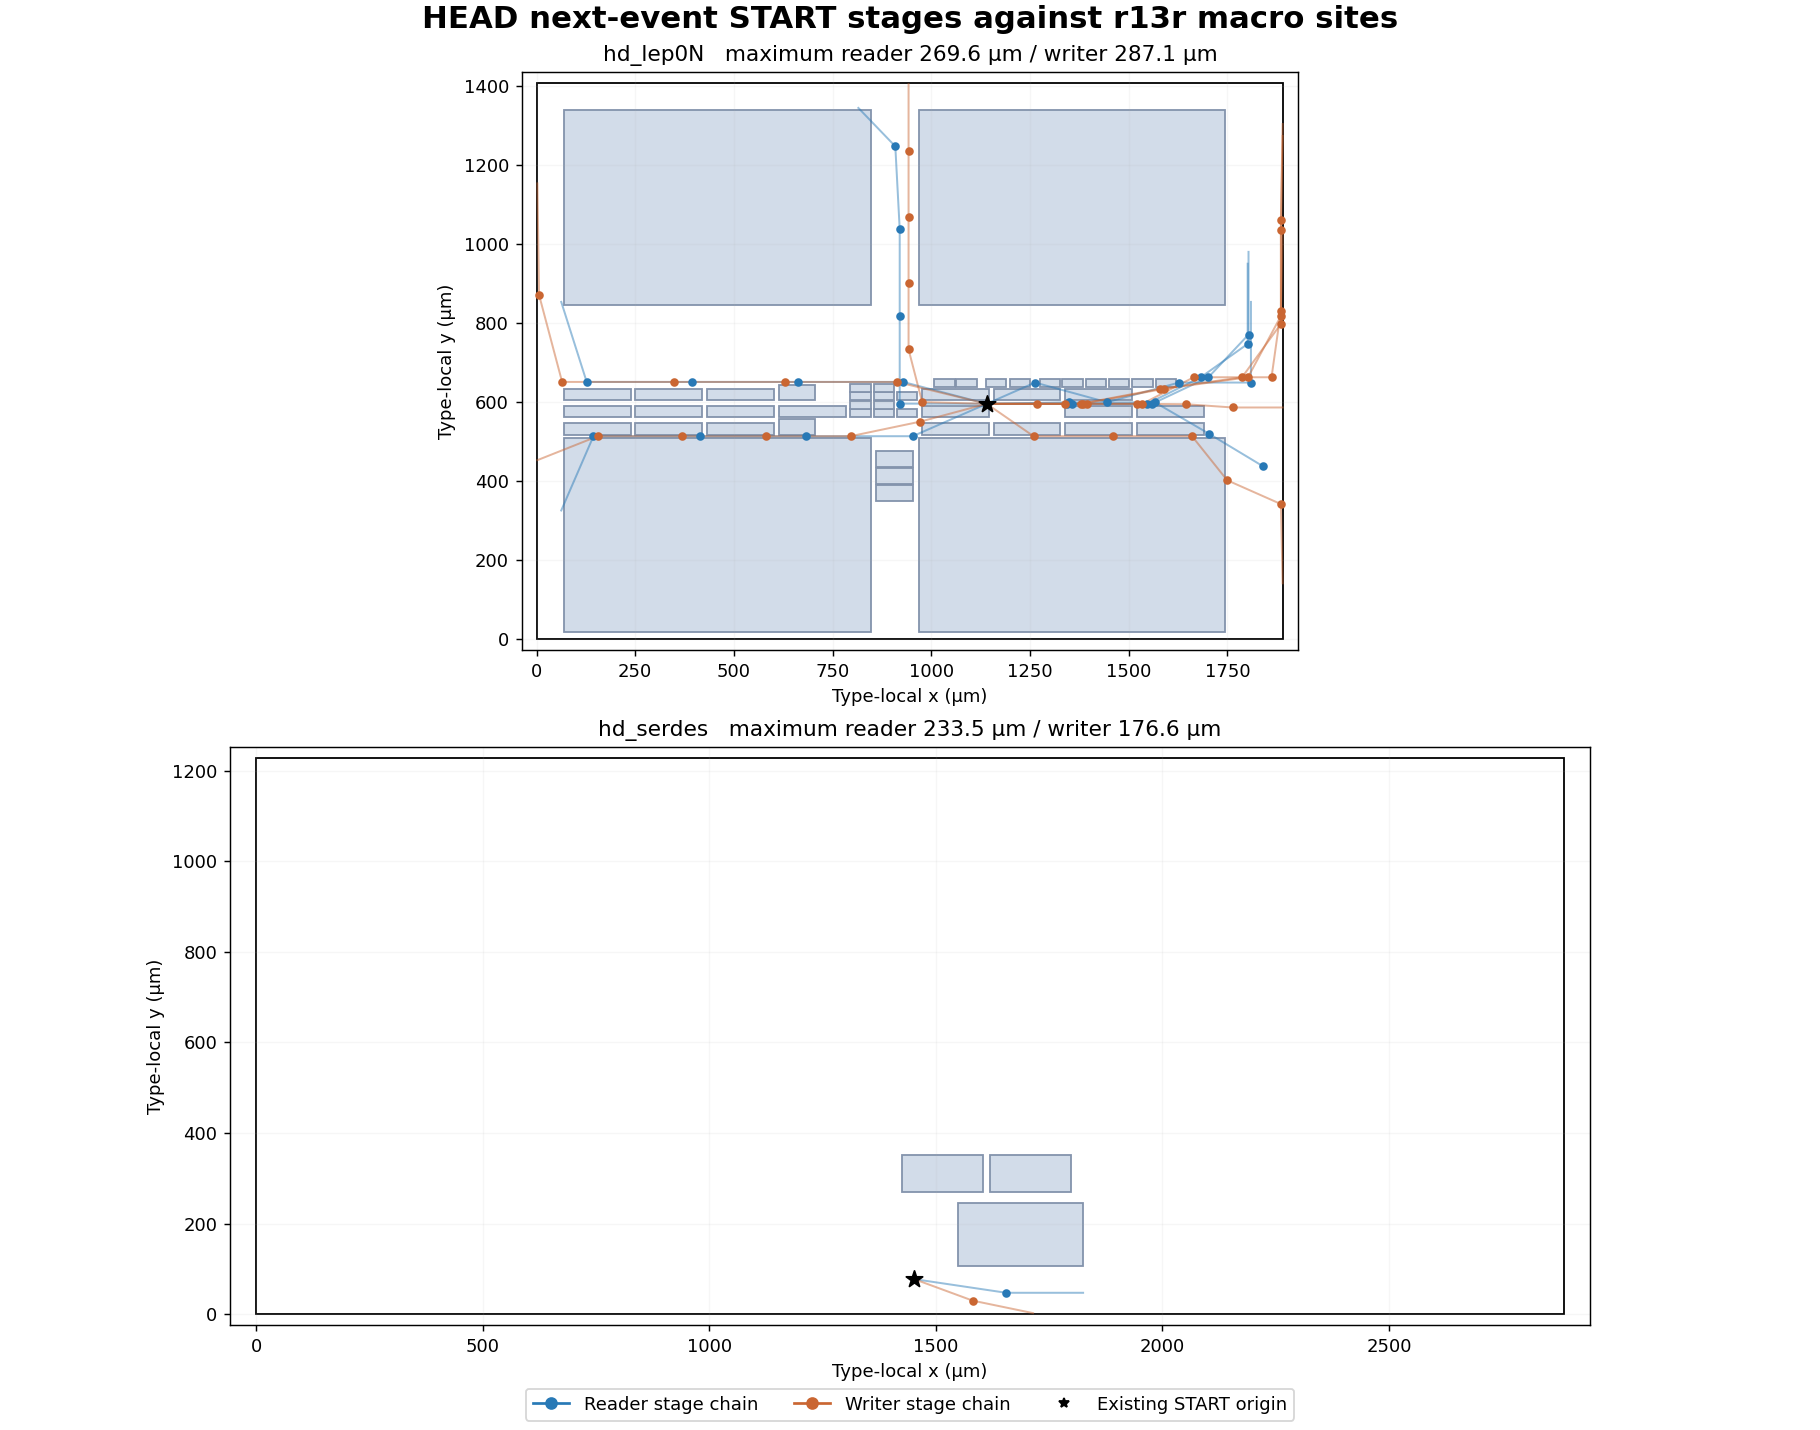 HEAD next-event START stages against r13r macro sites
hd_lep0N   maximum reader 269.6 µm / writer 287.1 µm
1400
1200
1000
800
600
400
200
0
Type-local y (µm)
0 250 500 750 1000 1250 1500 1750
Type-local x (µm)
hd_serdes   maximum reader 233.5 µm / writer 176.6 µm
1200
1000
800
600
400
200
0
Type-local y (µm)
0 500 1000 1500 2000 2500
Type-local x (µm)
Reader stage chain Writer stage chain Existing START origin